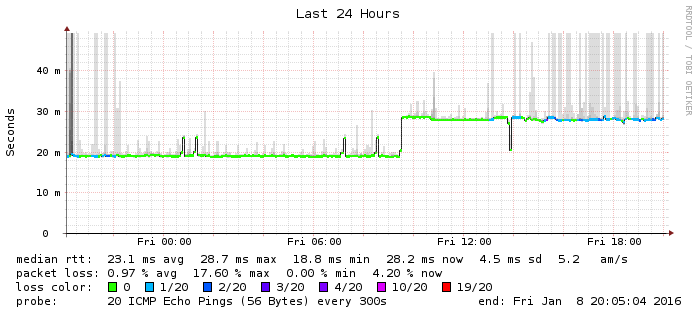 Last 24 Hours
RRDTOOL / TOBI OETIKER
Seconds
40 m
30 m
20 m
10 m
0
Fri 00:00 Fri 06:00 Fri 12:00 Fri 18:00
median rtt: 23.1 ms avg 28.7 ms max 18.8 ms min 28.2 ms now 4.5 ms sd 5.2 am/s
packet loss: 0.97 % avg 17.60 % max 0.00 % min 4.20 % now
loss color: 0 1/20 2/20 3/20 4/20 10/20 19/20
probe: 20 ICMP Echo Pings (56 Bytes) every 300s end: Fri Jan 8 20:05:04 2016